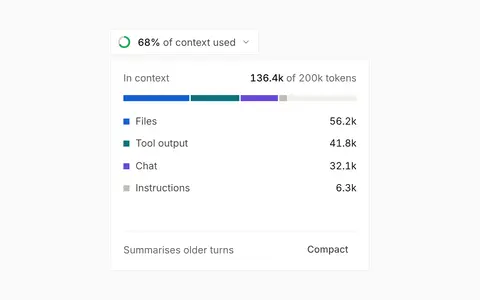 68% of context used
In context 136.4k of 200k tokens
Files 56.2k
Tool output 41.8k
Chat 32.1k
Instructions 6.3k
Summarises older turns Compact